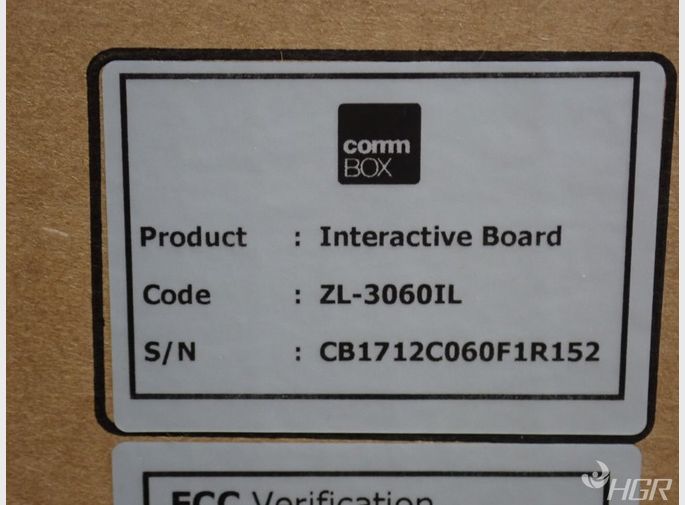 comm
BOX
Product : Interactive Board
Code : ZL-3060IL
S/N : CB1712C060F1R152
FCC Verification
HGR